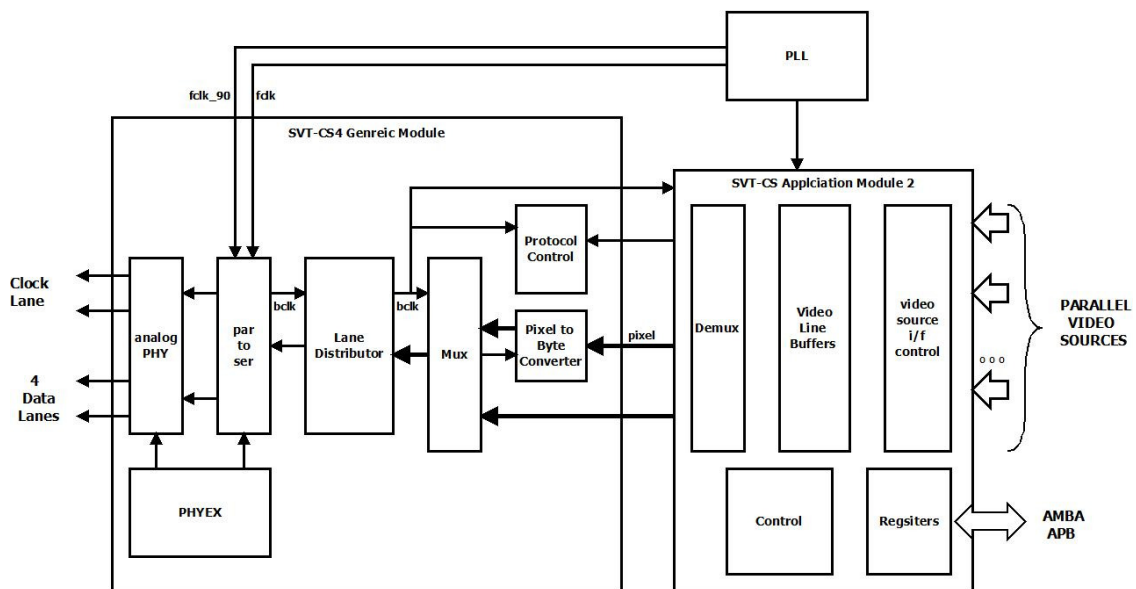 PLL
fclk_90
fclk
SVT-CS4 Genreic Module
SVT-CS Applciation Module 2
Protocol
Control
Clock
Lane
analog
PHY
par
to
ser
bclk
Lane
Distributor
bclk
Mux
Pixel to
Byte
Converter
pixel
Demux
Video
Line
Buffers
video
source
i/f
control
PARALLEL
VIDEO
SOURCES
o o o
4
Data
Lanes
PHYEX
Control
Regsiters
AMBA
APB